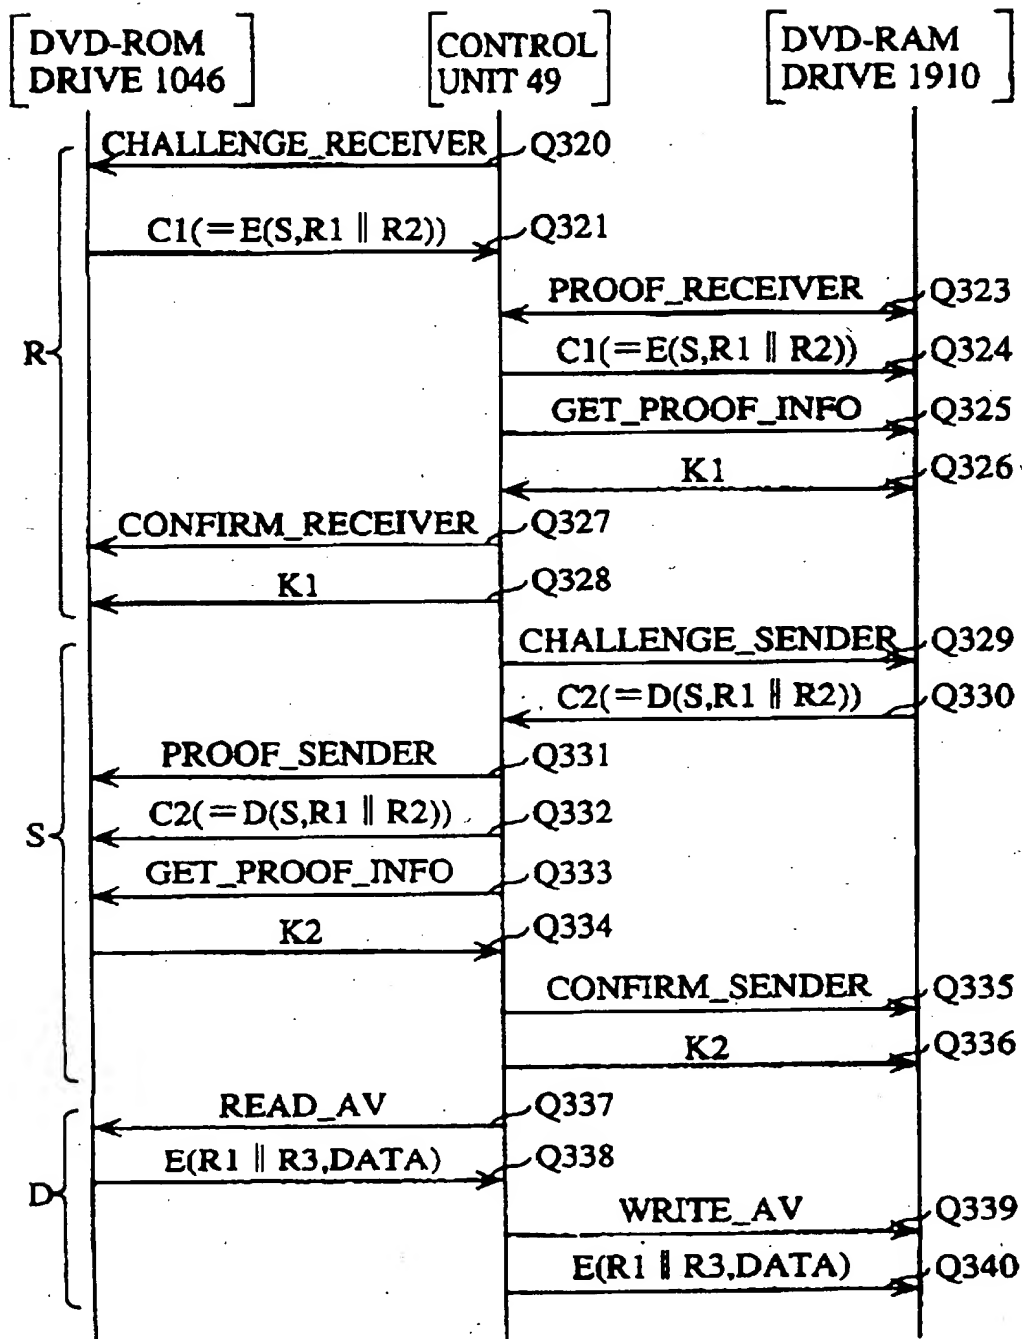 DVD-ROM
DRIVE 1046
CONTROL
UNIT 49
DVD-RAM
DRIVE 1910
CHALLENGE_RECEIVER Q320
C1(=E(S,R1 ∥ R2)) Q321
PROOF_RECEIVER Q323
R
C1(=E(S,R1 ∥ R2)) Q324
GET_PROOF_INFO Q325
K1 Q326
CONFIRM_RECEIVER Q327
K1 Q328
CHALLENGE_SENDER Q329
C2(=D(S,R1 ∥ R2)) Q330
PROOF_SENDER Q331
S
C2(=D(S,R1 ∥ R2)) Q332
GET_PROOF_INFO Q333
K2 Q334
CONFIRM_SENDER Q335
K2 Q336
READ_AV Q337
E(R1 ∥ R3,DATA) Q338
D
WRITE_AV Q339
E(R1 ∥ R3,DATA) Q340